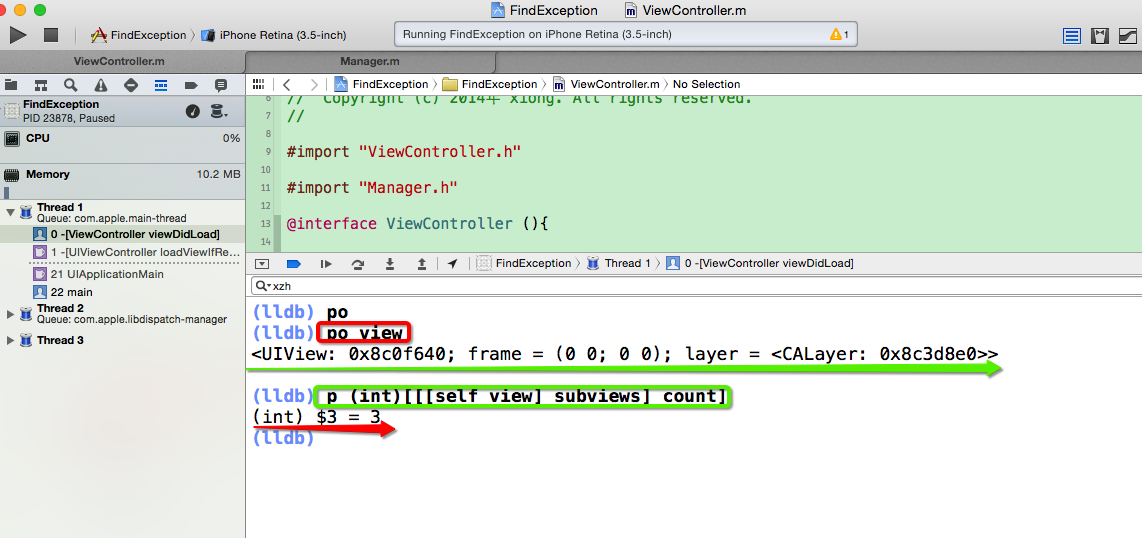 FindException ViewController.m
FindException iPhone Retina (3.5-inch) Running FindException on iPhone Retina (3.5-inch) 1
ViewController.m Manager.m
FindException FindException ViewController.m No Selection
FindException
PID 23878, Paused
CPU 0%
Memory 10.2 MB
Thread 1
Queue: com.apple.main-thread
0 -[ViewController viewDidLoad]
1 -[UIViewController loadViewIfRe...
21 UIApplicationMain
22 main
Thread 2
Queue: com.apple.libdispatch-manager
Thread 3
6 // Copyright (c) 2014年 xiong. All rights reserved.
7 //
8
9 #import "ViewController.h"
10
11 #import "Manager.h"
12
13 @interface ViewController (){
14
FindException Thread 1 0 -[ViewController viewDidLoad]
xzh
(lldb) po
(lldb) po view
<UIView: 0x8c0f640; frame = (0 0; 0 0); layer = <CALayer: 0x8c3d8e0>>
(lldb) p (int)[[[self view] subviews] count]
(int) $3 = 3
(lldb)